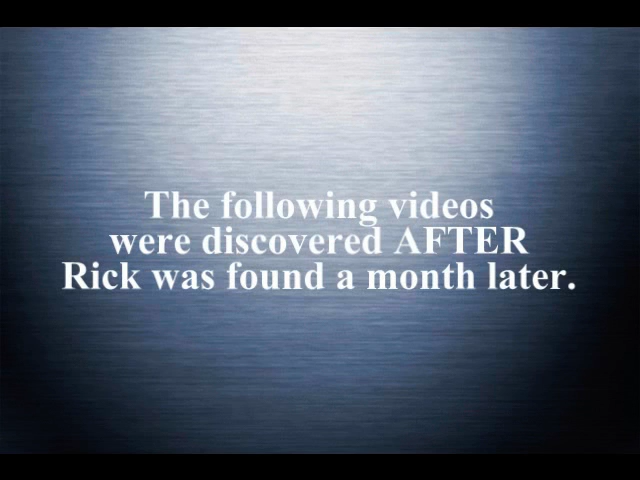 The following videos
were discovered AFTER
Rick was found a month later.